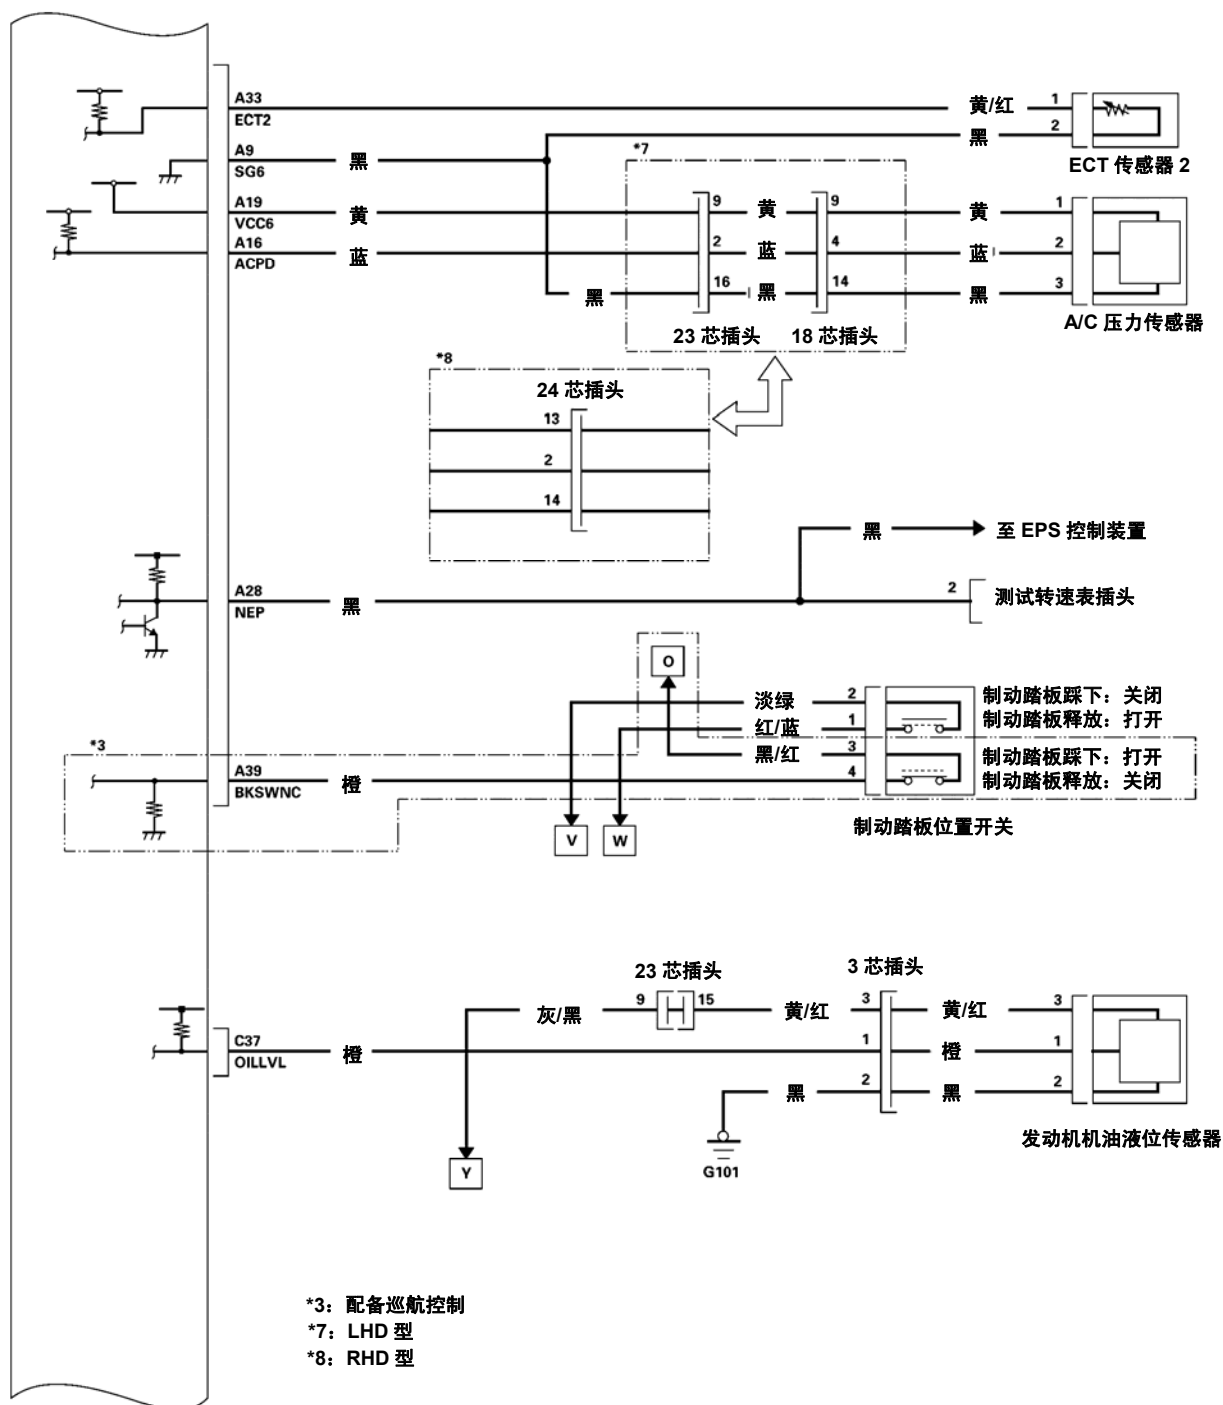 A33
黄/红
1
ECT2
2
黑
A9
黑
*7
SG6
ECT 传感器 2
A19
黄
9
黄
9
黄
1
VCC6
A16
蓝
2
蓝
4
蓝
2
ACPD
黑
16
黑
14
黑
3
23 芯插头
18 芯插头
A/C 压力传感器
*8
24 芯插头
13
2
14
黑
至 EPS 控制装置
A28
黑
2
测试转速表插头
NEP
O
淡绿
2
制动踏板踩下：关闭
红/蓝
1
制动踏板释放：打开
*3
黑/红
3
制动踏板踩下：打开
A39
橙
4
制动踏板释放：关闭
BKSWNC
V
W
制动踏板位置开关
23 芯插头
3 芯插头
灰/黑
9
15
黄/红
3
黄/红
3
C37
橙
1
橙
1
OILLVL
黑
2
黑
2
发动机机油液位传感器
Y
G101
*3：配备巡航控制
*7：LHD 型
*8：RHD 型